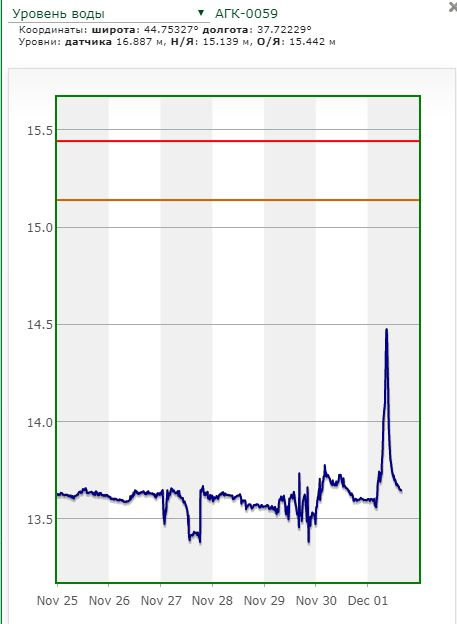 Уровень воды ▼ АГК-0059
Координаты: широта: 44.75327° долгота: 37.72229°
Уровни: датчика 16.887 м, Н/Я: 15.139 м, О/Я: 15.442 м
15.5
15.0
14.5
14.0
13.5
Nov 25 Nov 26 Nov 27 Nov 28 Nov 29 Nov 30 Dec 01